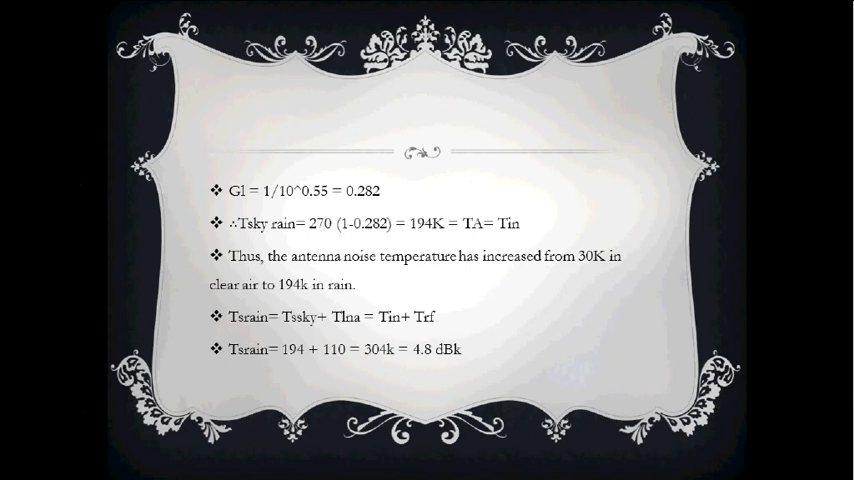 ❖ Gl = 1/10^0.55 = 0.282
❖ ∴Tsky rain= 270 (1-0.282) = 194K = TA= Tin
❖ Thus, the antenna noise temperature has increased from 30K in
clear air to 194k in rain.
❖ Tsrain= Tssky+ Tlna = Tin+ Trf
❖ Tsrain= 194 + 110 = 304k = 4.8 dBk